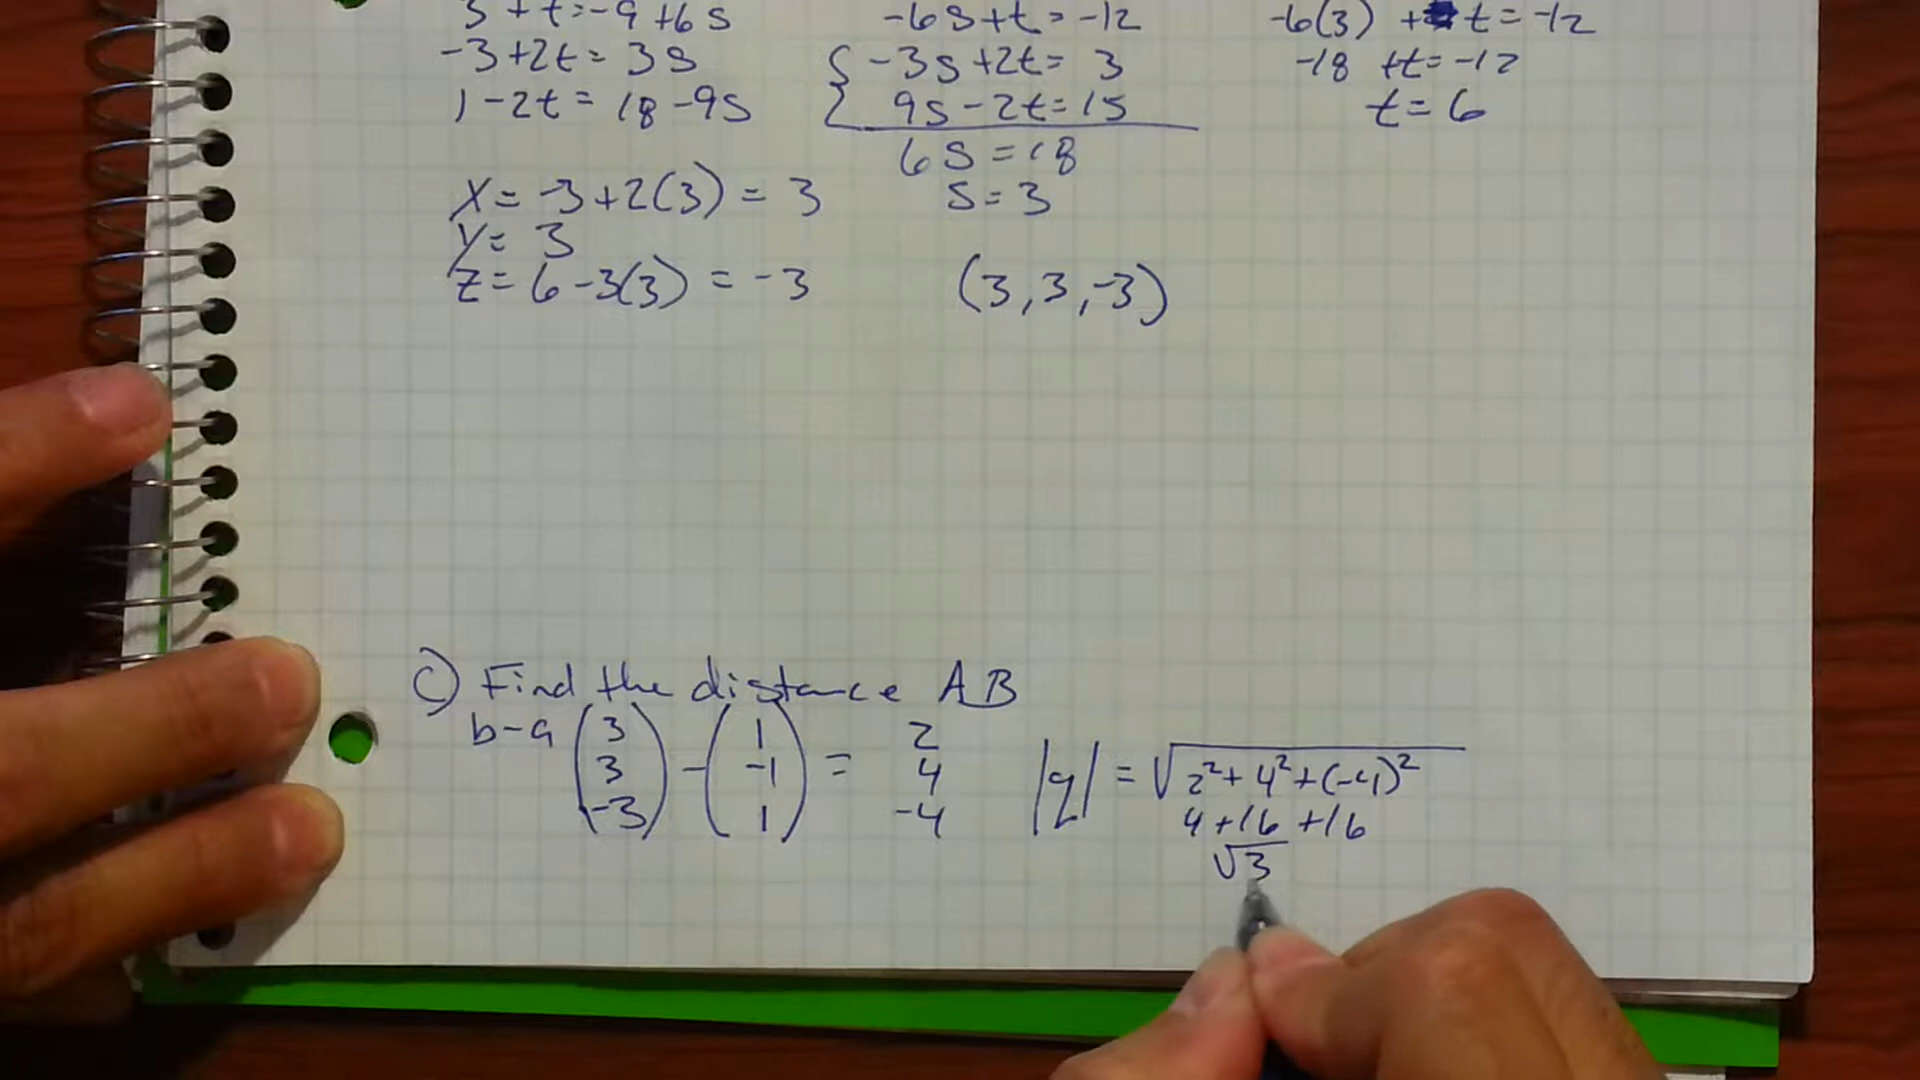 3 + t = -9 + 6s
-3 + 2t = 3s
1 - 2t = 18 - 9s
-6s + t = -12
-3s + 2t = 3
9s - 2t = 15
6s = 18
s = 3
-6(3) + t = -12
-18 + t = -12
t = 6
x = -3 + 2(3) = 3
y = 3
z = 6 - 3(3) = -3
(3, 3, -3)
c) Find the distance AB
b-a (3 3 -3) - (1 -1 1) = 2 4 -4
|q| = √2² + 4² + (-4)²
4 + 16 + 16
√3